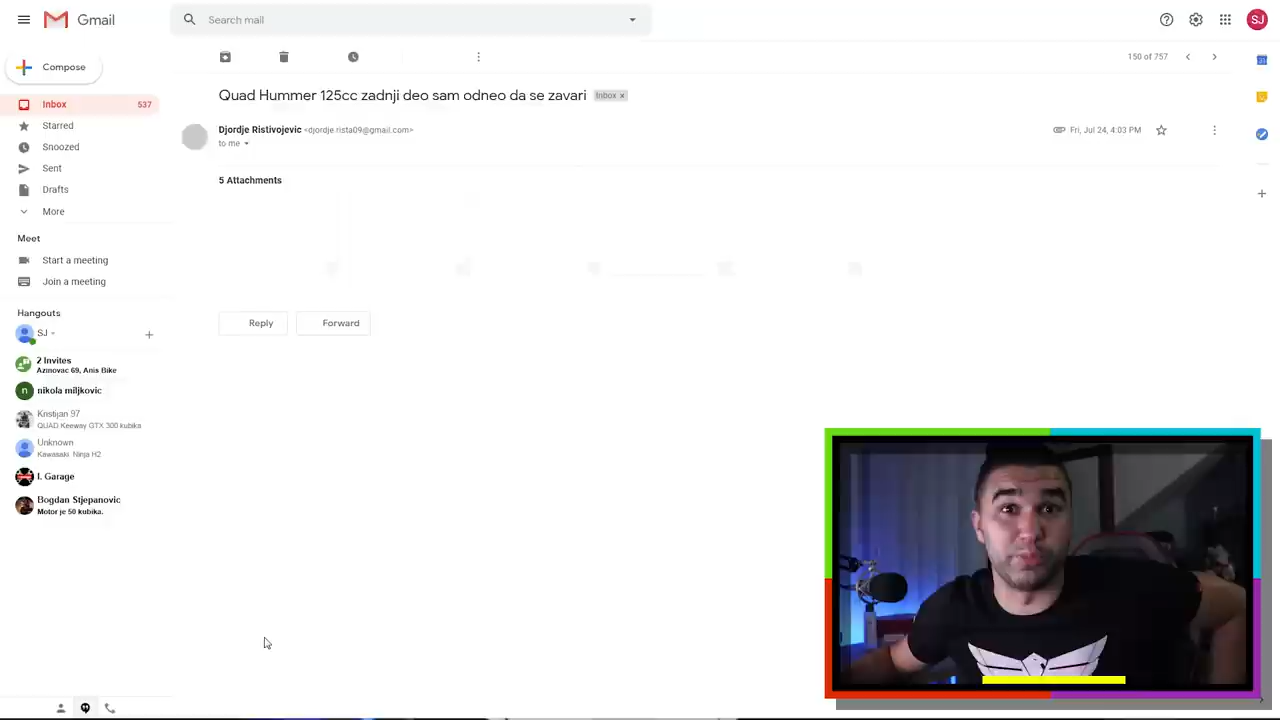 Gmail
Search mail
SJ
Compose
150 of 757
Inbox 537
Quad Hummer 125cc zadnji deo sam odneo da se zavari Inbox x
Starred
Djordje Ristivojevic <djordje.rista09@gmail.com>
Fri, Jul 24, 4:03 PM
to me
Snoozed
Sent
5 Attachments
Drafts
More
Meet
Start a meeting
Join a meeting
Hangouts
Reply
Forward
SJ
2 Invites
Azinovac 69, Anis Bike
n
nikola miljkovic
Kristijan 97
QUAD Keeway GTX 300 kubika
Unknown
Kawasaki Ninja H2
I. Garage
Bogdan Stjepanovic
Motor je 50 kubika.